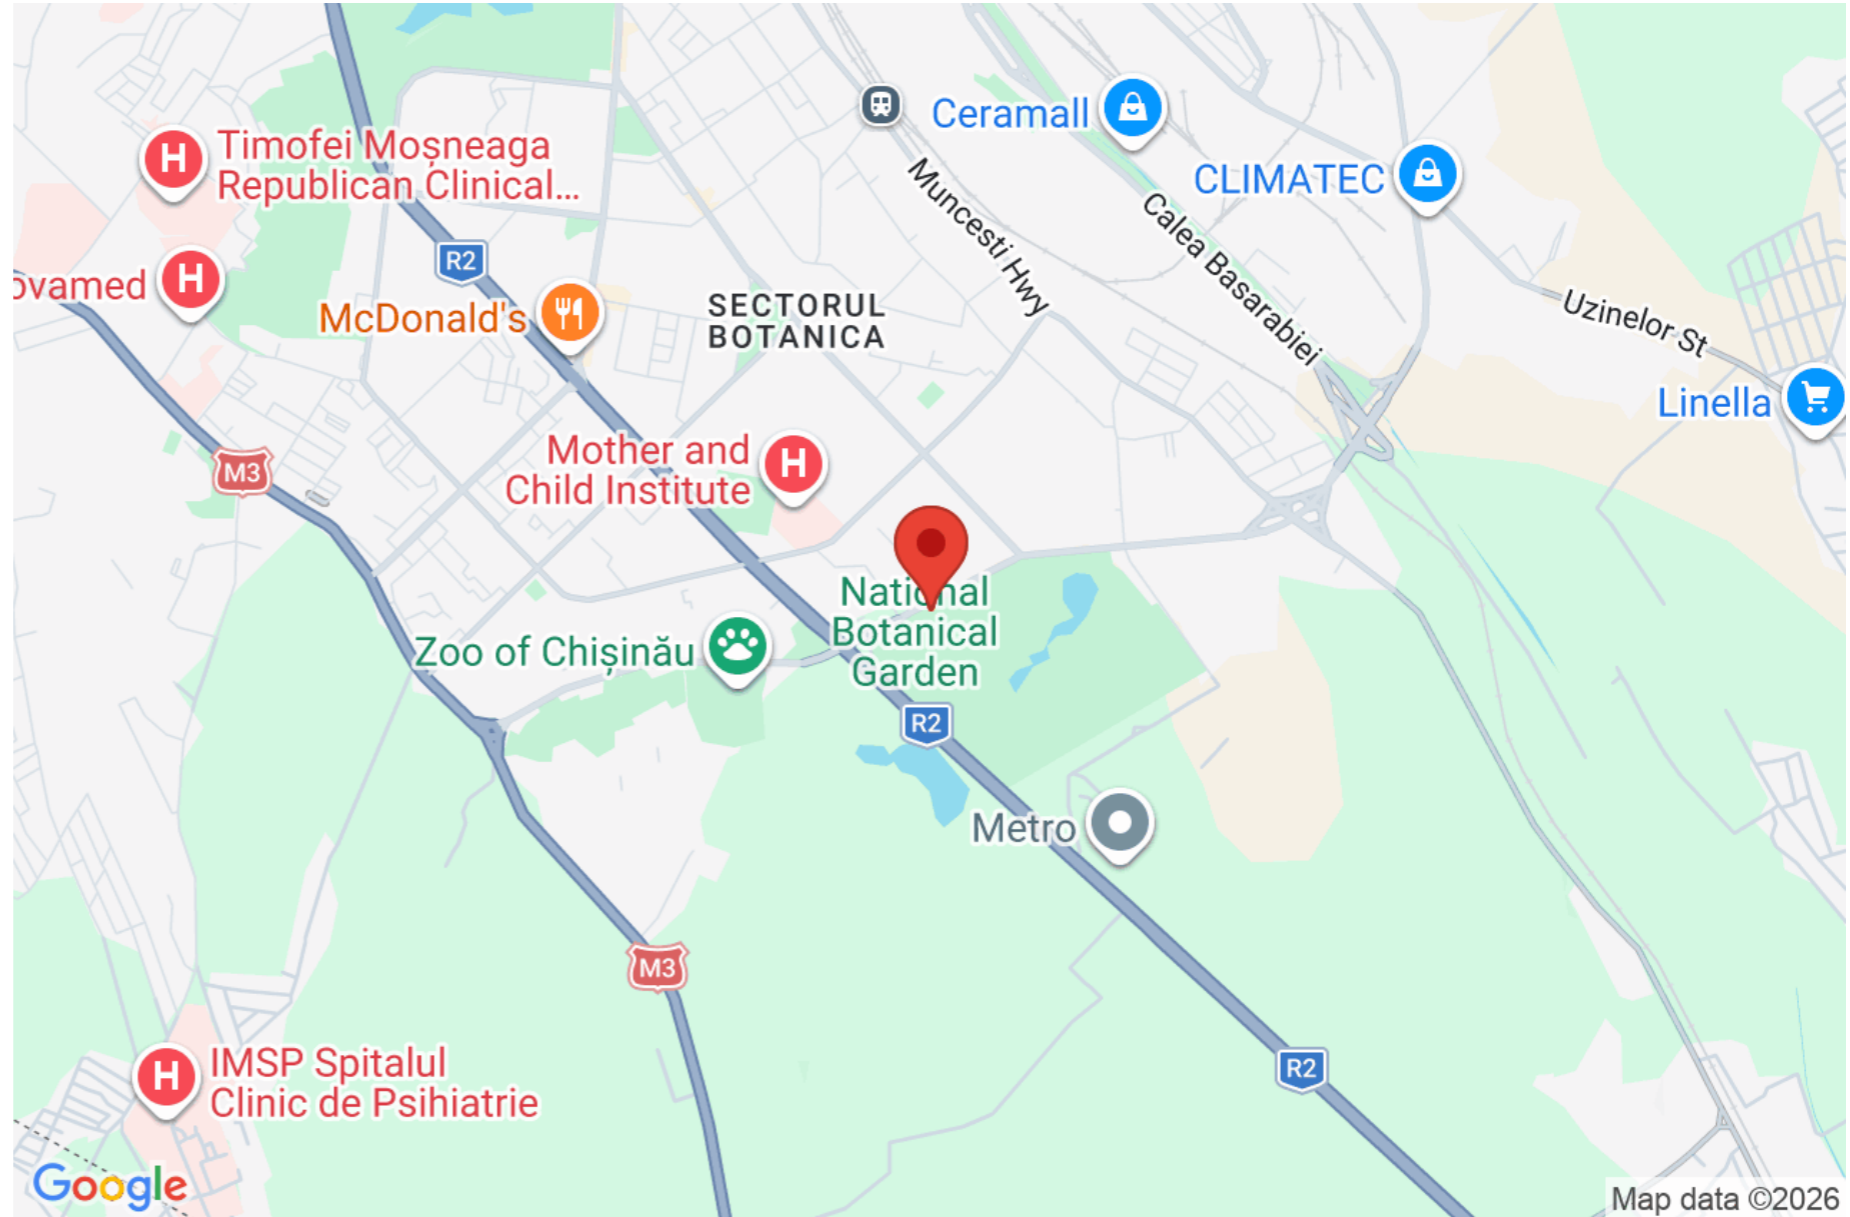 Ceramall
Timofei Moșneaga
Republican Clinical...
CLIMATEC
Muncesti Hwy
Calea Basarabiei
R2
ovamed
McDonald's
SECTORUL
BOTANICA
Uzinelor St
Linella
M3
Mother and
Child Institute
National
Botanical
Garden
Zoo of Chișinău
R2
Metro
M3
IMSP Spitalul
Clinic de Psihiatrie
R2
Google
Map data ©2026